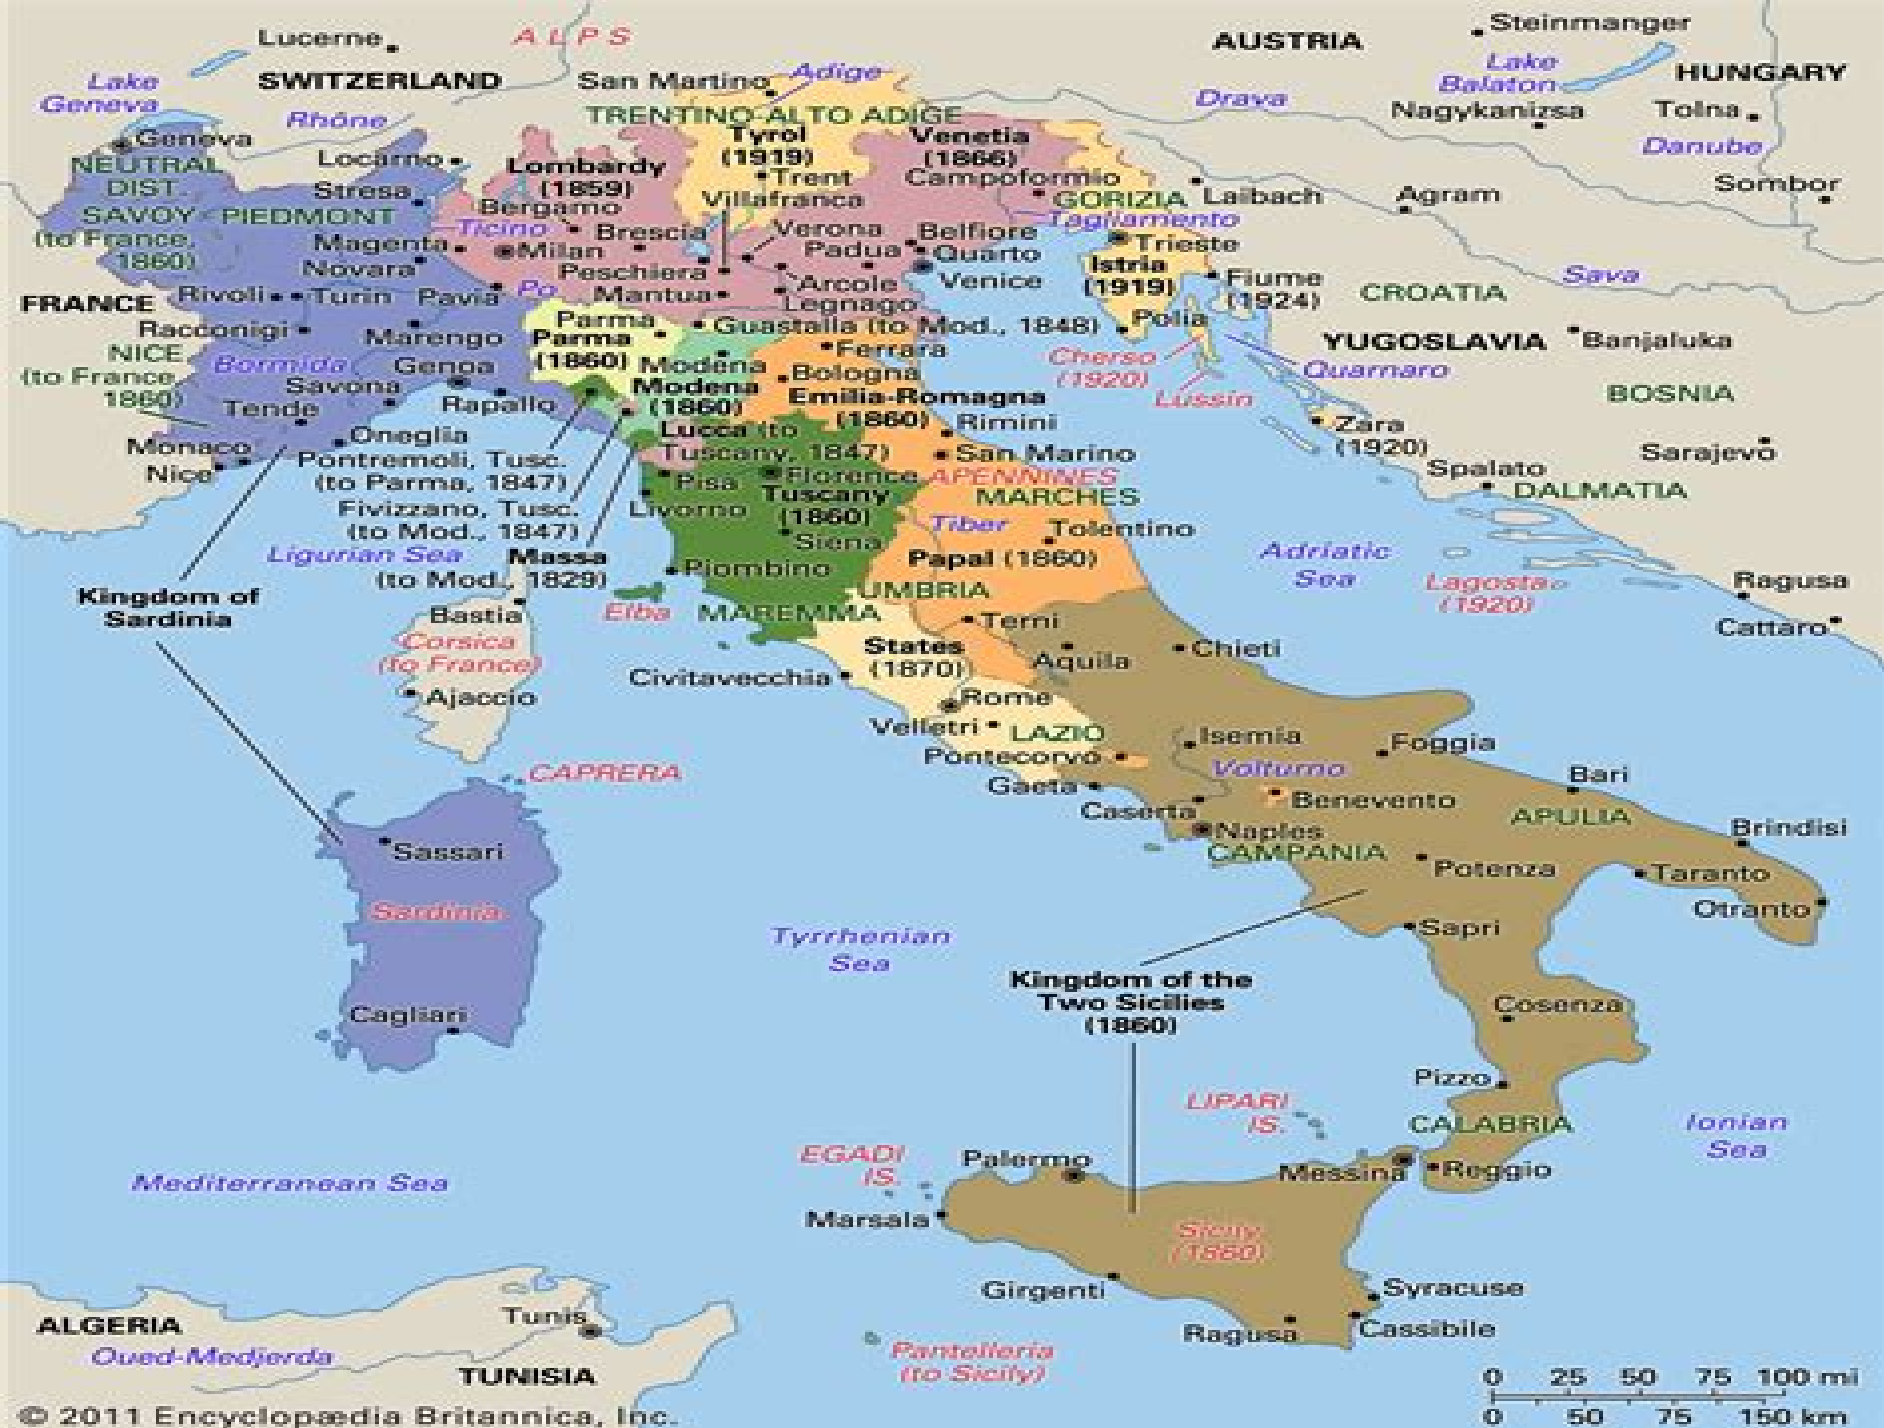 Lucerne
ALPS
AUSTRIA
Steinmanger
Lake
Geneva
SWITZERLAND
San Martino
Adige
Lake
Balaton
HUNGARY
Drava
Nagykanizsa
Tolna
Rhône
TRENTINO-ALTO ADIGE
Geneva
Tyrol
(1919)
Venetia
(1866)
Danube
NEUTRAL
DIST.
Locarno
Lombardy
(1859)
Trent
Campoformio
Stresa
Villafranca
GORIZIA
Laibach
Agram
Sombor
SAVOY
(to France,
1860)
PIEDMONT
Bergamo
Ticino
Tagliamento
Magenta
Milan
Brescia
Verona
Belfiore
Trieste
Novara
Padua
Quarto
Peschiera
Istria
(1919)
Fiume
(1924)
Sava
FRANCE
Rivoli
Turin
Pavia
Po
Mantua
Arcole
Venice
CROATIA
Legnago
Racconigi
Marengo
Parma
Guastalla (to Mod., 1848)
Polia
YUGOSLAVIA
Banjaluka
Parma
(1860)
NICE
(to France
1860)
Bormida
Genoa
Modena
Ferrara
Cherso
(1920)
Quarnaro
Savona
Bologna
Modena
(1860)
Lussin
BOSNIA
Tende
Rapallo
Emilia-Romagna
(1860)
Rimini
Zara
(1920)
Monaco
Oneglia
Lucca (to
Tuscany, 1847)
San Marino
Sarajevo
Nice
Pontremoli, Tusc.
(to Parma, 1847)
Pisa
Florence
APENNINES
Spalato
Fivizzano, Tusc.
(to Mod., 1847)
Livorno
Tuscany
(1860)
MARCHES
DALMATIA
Tiber
Tolentino
Siena
Ligurian Sea
Massa
(to Mod., 1829)
Piombino
Papal (1860)
Adriatic
Sea
Lagosta
(1920)
Ragusa
Kingdom of
Sardinia
Bastia
Elba
MAREMMA
UMBRIA
Terni
Cattaro
Corsica
(to France)
States
(1870)
Aquila
Chieti
Civitavecchia
Ajaccio
Rome
Velletri
LAZIO
Isernia
Foggia
Pontecorvo
Volturno
CAPRERA
Gaeta
Bari
Caserta
Benevento
APULIA
Naples
Brindisi
Sassari
CAMPANIA
Potenza
Taranto
Sardinia
Otranto
Sapri
Tyrrhenian
Sea
Kingdom of the
Two Sicilies
(1860)
Cagliari
Cosenza
Pizzo
LIPARI
IS.
CALABRIA
Ionian
Sea
EGADI
IS.
Palermo
Messina
Reggio
Mediterranean Sea
Marsala
Sicily
(1860)
Girgenti
Syracuse
Tunis
ALGERIA
Ragusa
Cassibile
Oued-Medjerda
Pantelleria
(to Sicily)
TUNISIA
0 25 50 75 100 mi
0 50 75 150 km
© 2011 Encyclopædia Britannica, Inc.